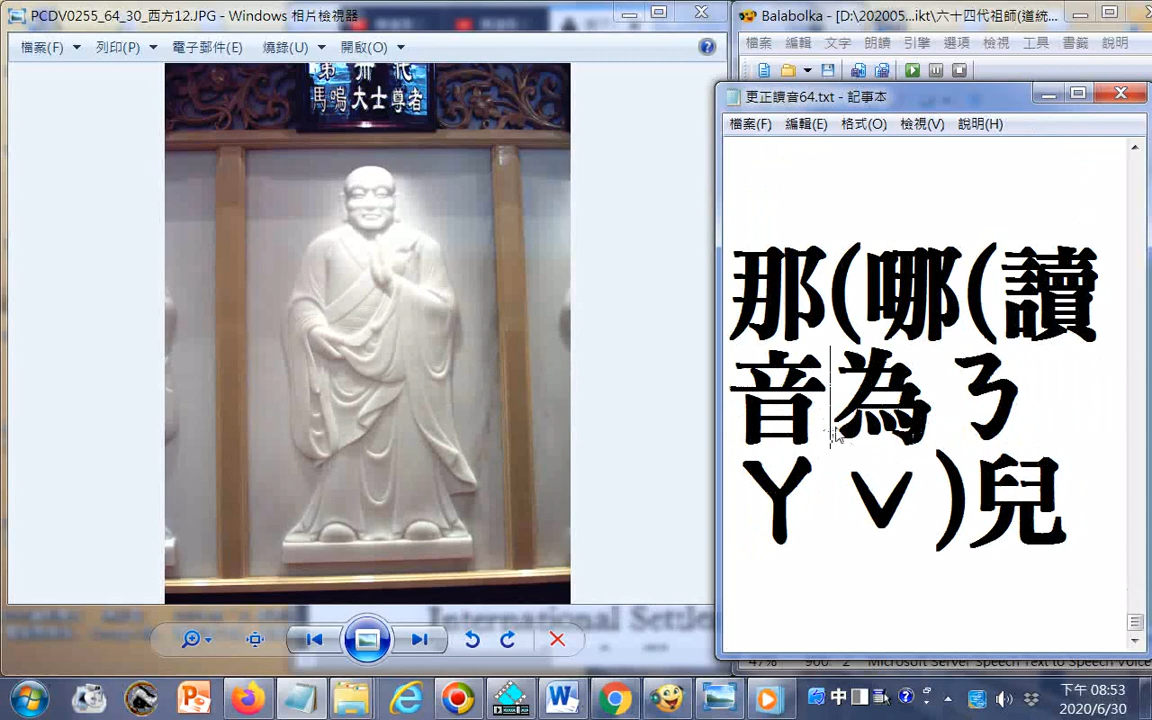 PCDV0255_64_30_西方12.JPG - Windows 相片檢視器
檔案(F) 列印(P) 電子郵件(E) 燒錄(U) 開啟(O)
馬鳴大士尊者
International Settle
Balabolka - [D:\202005...ikt\六十四代祖師(道統...
檔案 編輯 文字 朗讀 引擎 選項 檢視 工具 書籤 說明
更正讀音64.txt - 記事本
檔案(F) 編輯(E) 格式(O) 檢視(V) 說明(H)
那(哪(讀
音為ㄋ
ㄚˇ)兒
Microsoft Server Speech Text to Speech Voice
中
下午 08:53
2020/6/30